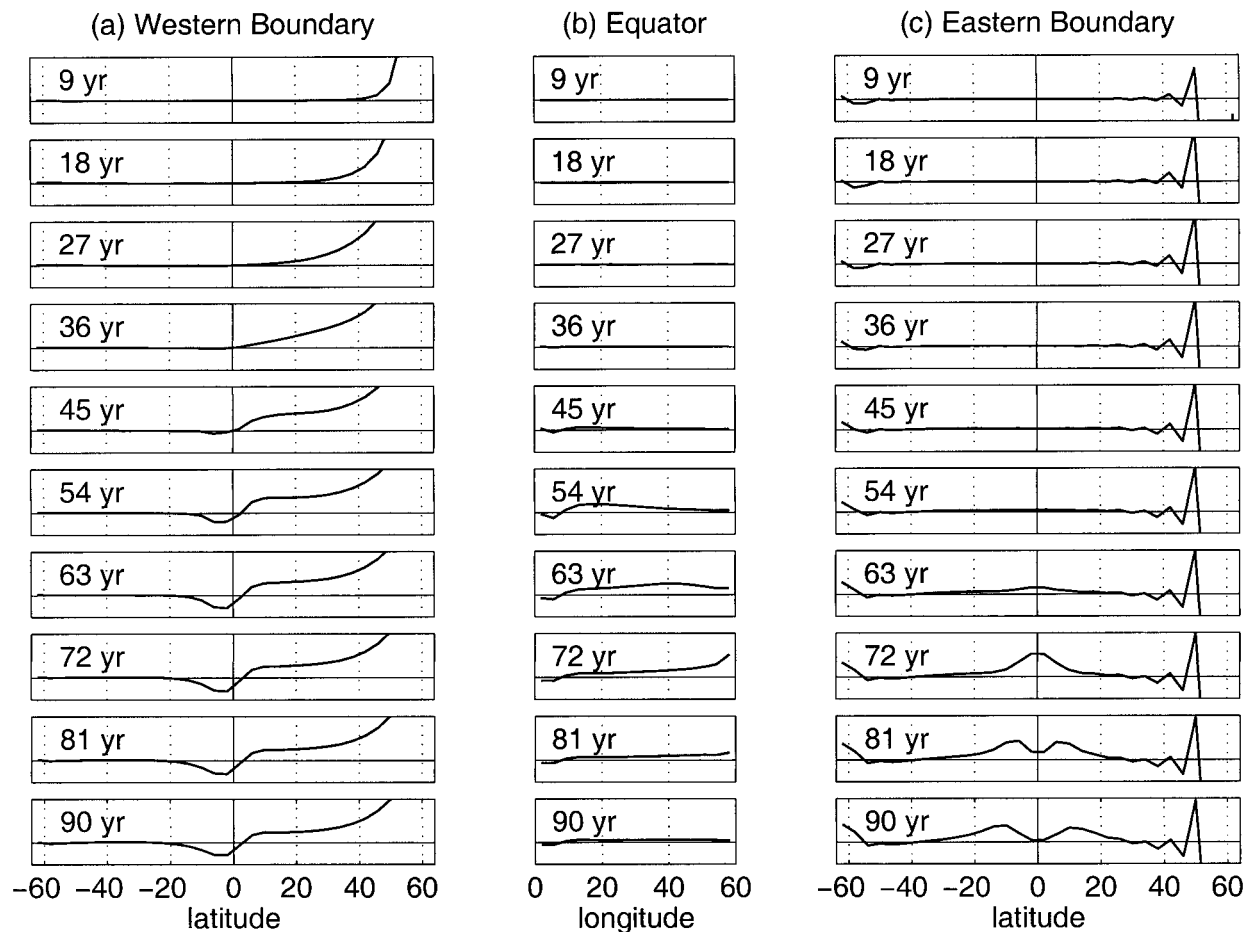 (a) Western Boundary (b) Equator (c) Eastern Boundary
9 yr 9 yr 9 yr
18 yr 18 yr 18 yr
27 yr 27 yr 27 yr
36 yr 36 yr 36 yr
45 yr 45 yr 45 yr
54 yr 54 yr 54 yr
63 yr 63 yr 63 yr
72 yr 72 yr 72 yr
81 yr 81 yr 81 yr
90 yr 90 yr 90 yr
−60 −40 −20 0 20 40 60 0 20 40 60 −60 −40 −20 0 20 40 60
latitude longitude latitude